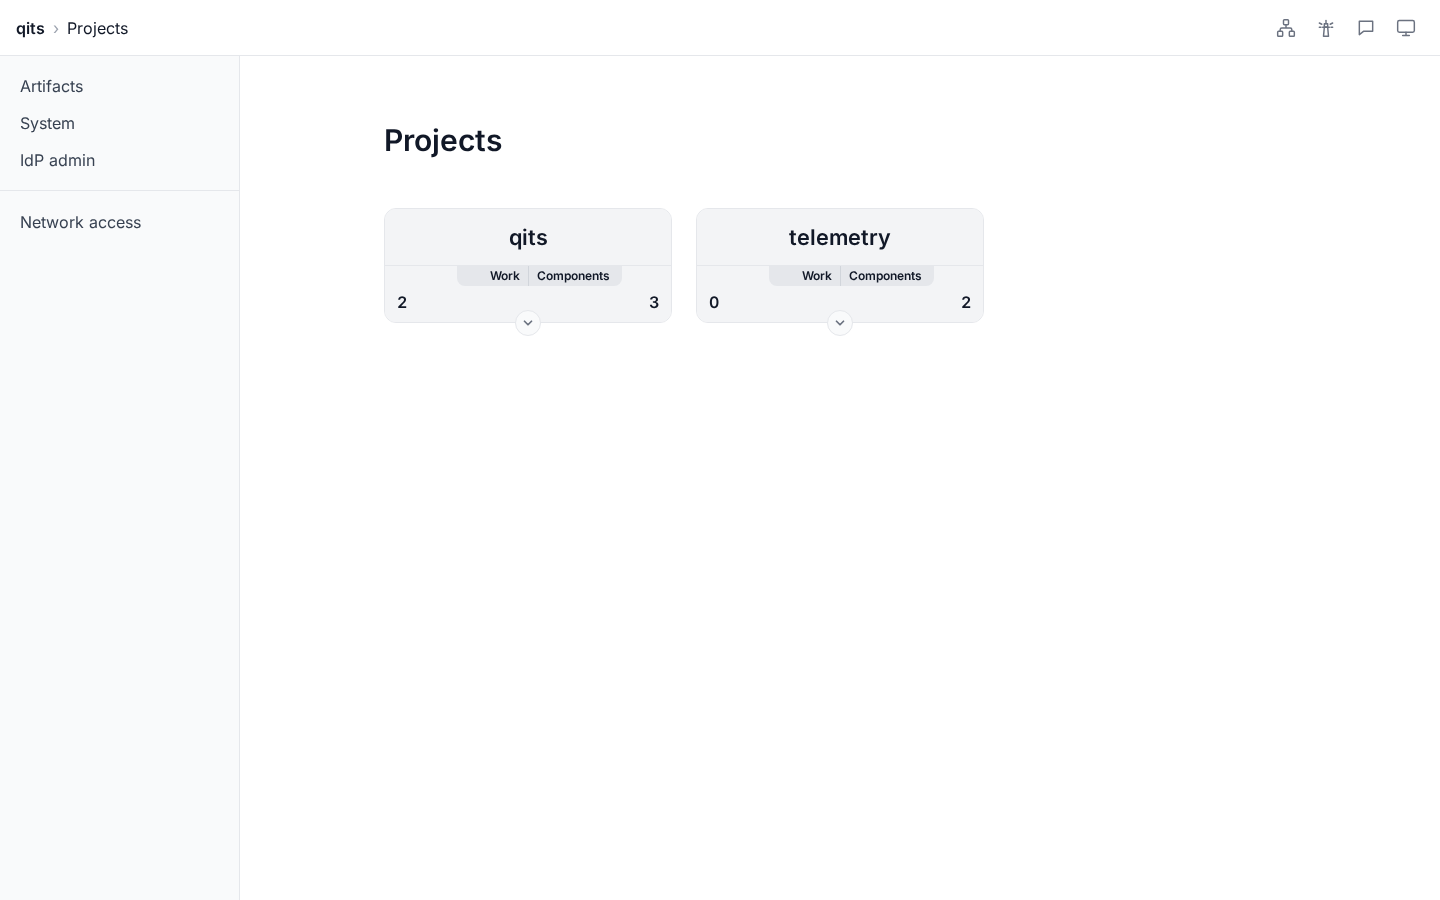 qits › Projects
Artifacts
System
IdP admin
Network access
Projects
qits
Work Components
2 3
telemetry
Work Components
0 2